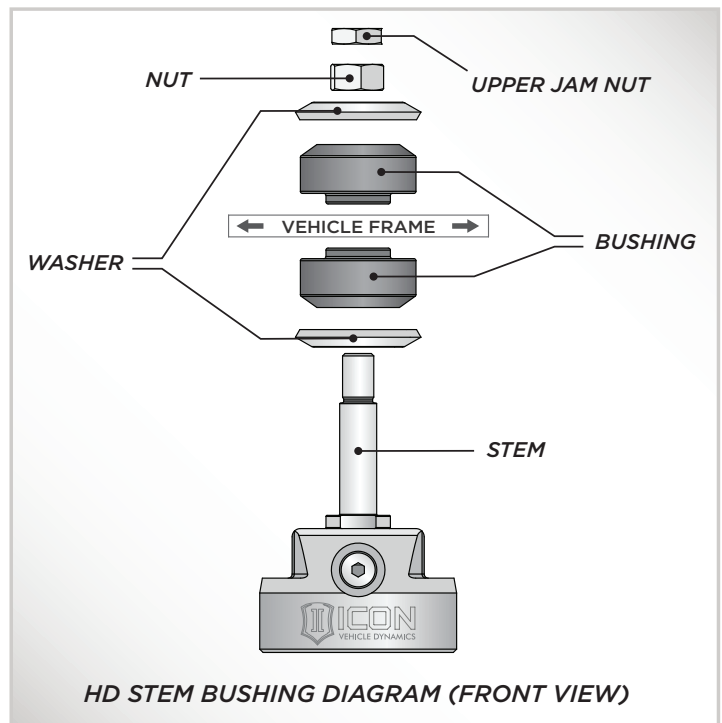 NUT
UPPER JAM NUT
VEHICLE FRAME
WASHER
BUSHING
STEM
ICON
VEHICLE DYNAMICS
HD STEM BUSHING DIAGRAM (FRONT VIEW)